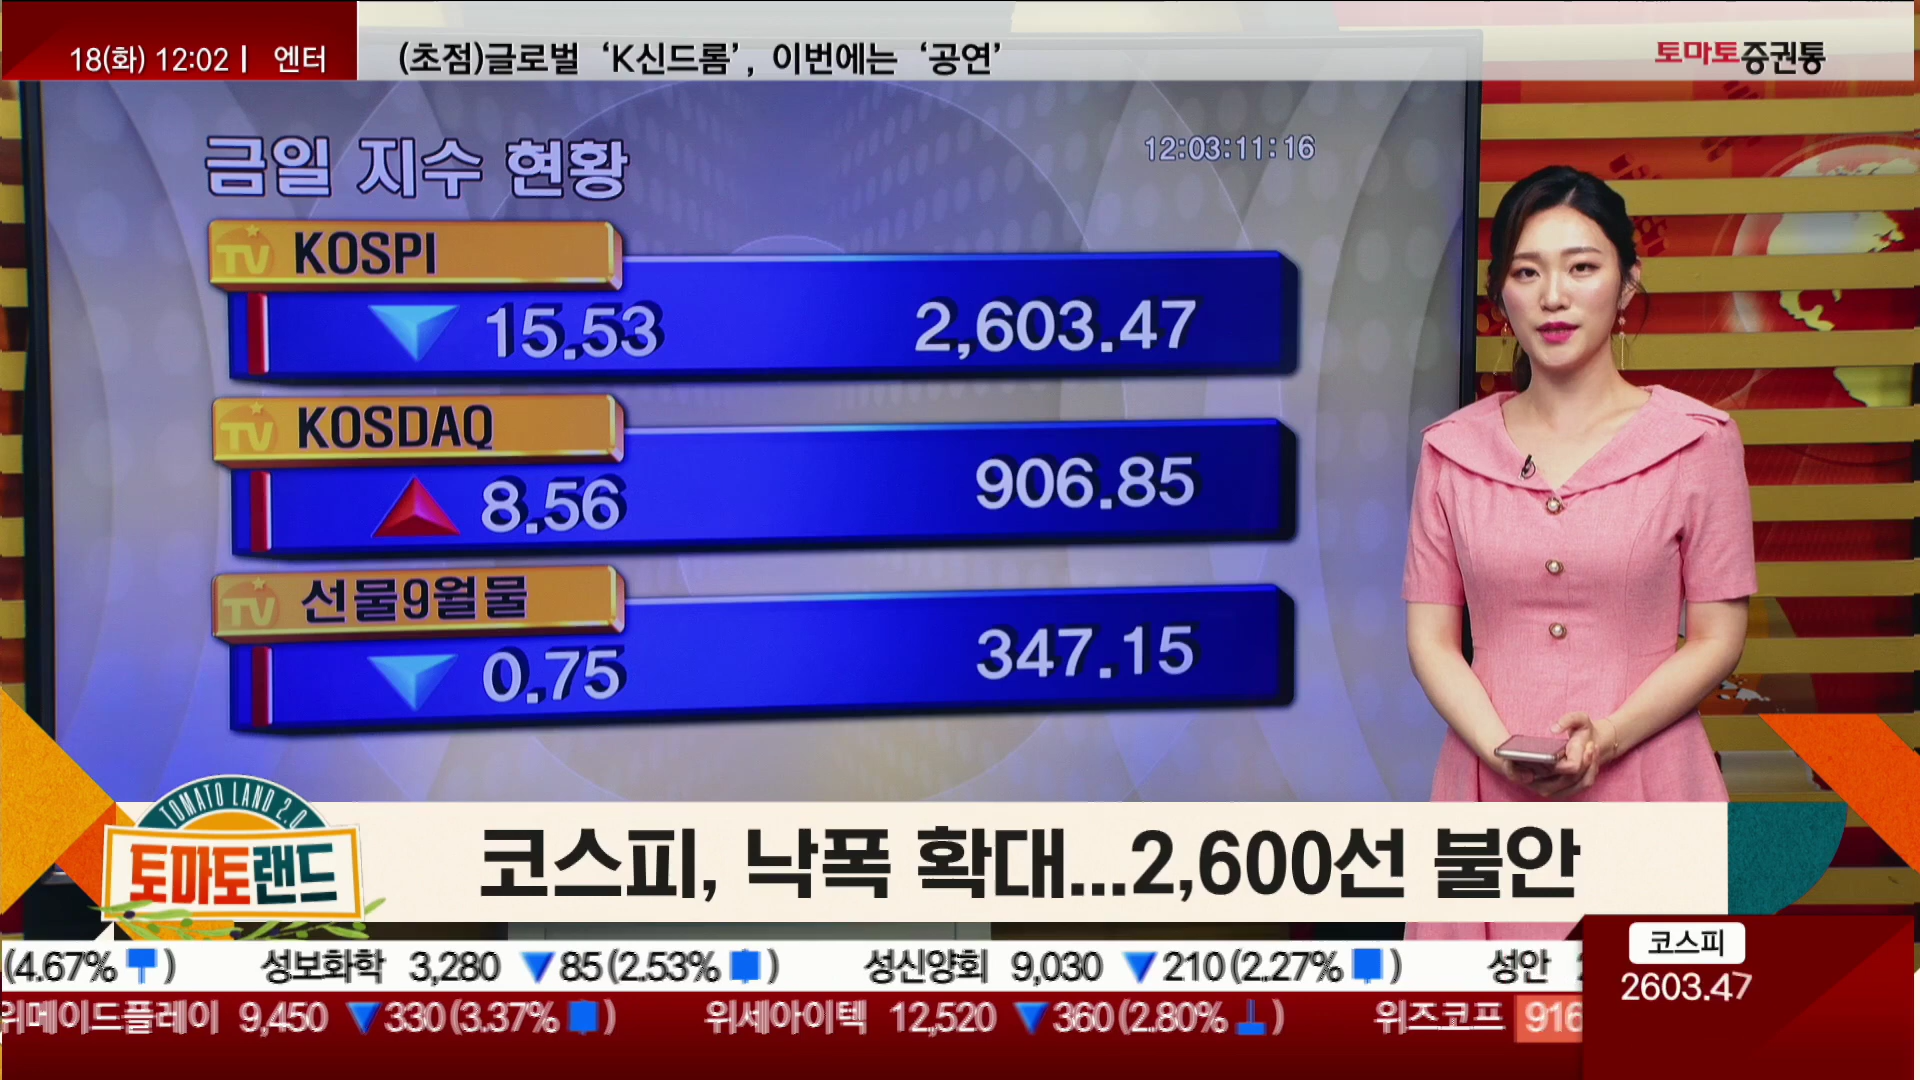 18(화) 12:02 | 엔터
(초점)글로벌 ‘K신드롬’, 이번에는 ‘공연’
토마토증권통
금일 지수 현황
12:03:11:16
TV KOSPI
▼ 15.53 2,603.47
TV KOSDAQ
▲ 8.56 906.85
TV 선물9월물
▼ 0.75 347.15
TOMATO LAND 2.0
토마토랜드
코스피, 낙폭 확대...2,600선 불안
(4.67% ) 성보화학 3,280 ▼85(2.53% ) 성신양회 9,030 ▼210(2.27% ) 성안
코스피
2603.47
위메이드플레이 9,450 ▼330(3.37% ) 위세아이텍 12,520 ▼360(2.80% ) 위즈코프 916